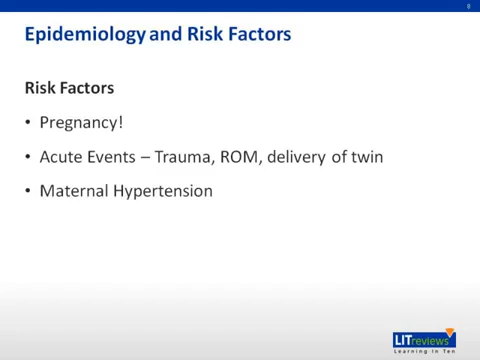 Epidemiology and Risk Factors
Risk Factors
• Pregnancy!
• Acute Events – Trauma, ROM, delivery of twin
• Maternal Hypertension
LITreviews
Learning in Ten